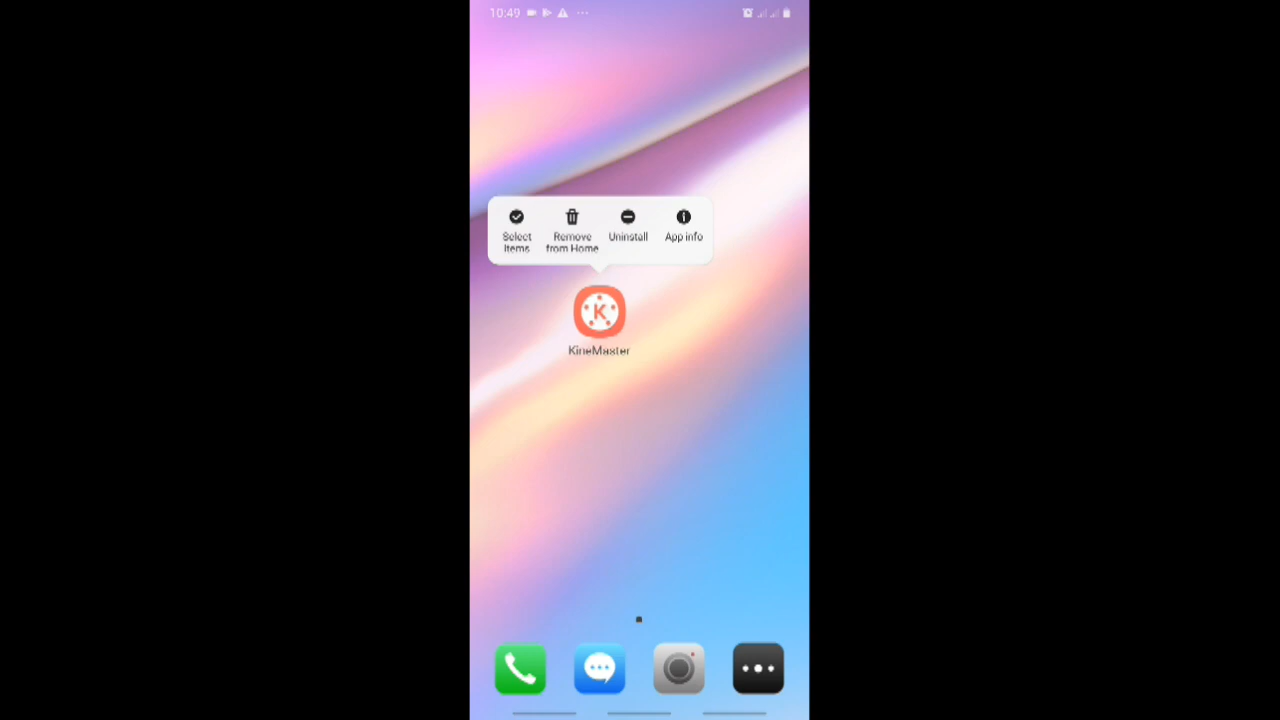 10:49
Select
items
Remove
from Home
Uninstall
App info
K
KineMaster